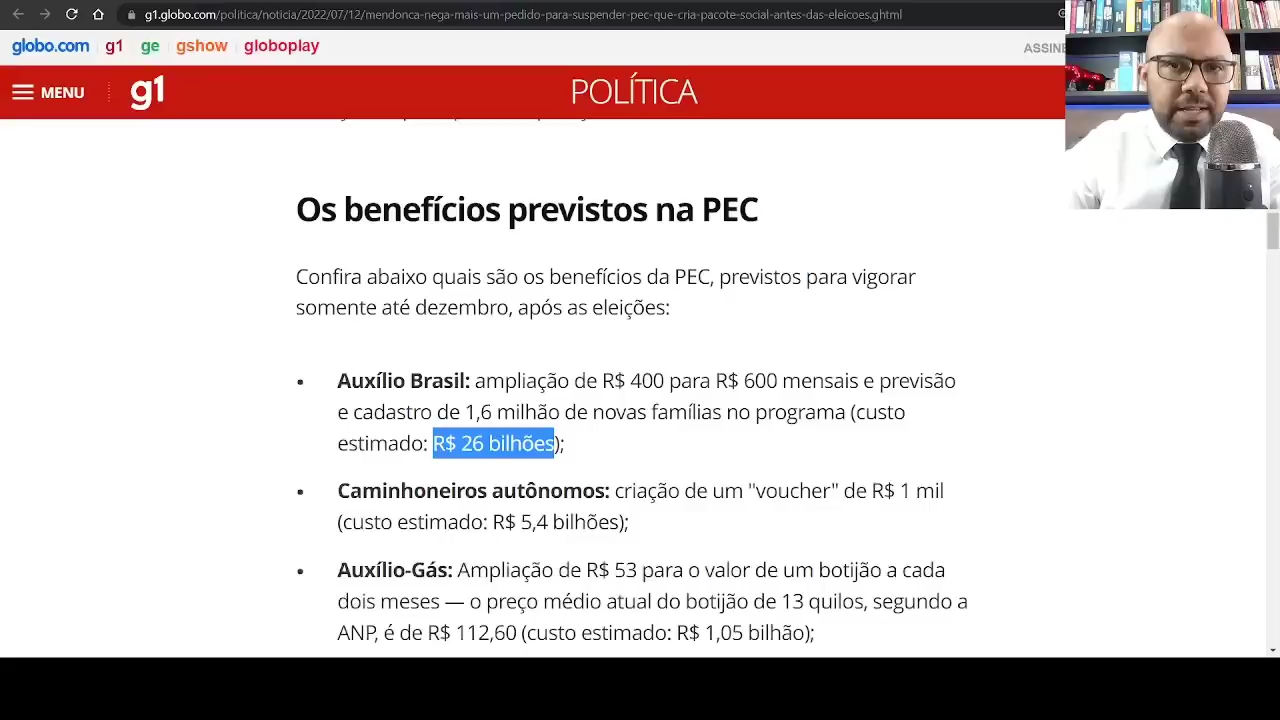 g1.globo.com/politica/noticia/2022/07/12/mendonca-nega-mais-um-pedido-para-suspender-pec-que-cria-pacote-social-antes-das-eleicoes.ghtml
globo.com g1 ge gshow globoplay
ASSINE
MENU g1 POLÍTICA
Os benefícios previstos na PEC
Confira abaixo quais são os benefícios da PEC, previstos para vigorar
somente até dezembro, após as eleições:
• Auxílio Brasil: ampliação de R$ 400 para R$ 600 mensais e previsão
e cadastro de 1,6 milhão de novas famílias no programa (custo
estimado: R$ 26 bilhões);
• Caminhoneiros autônomos: criação de um "voucher" de R$ 1 mil
(custo estimado: R$ 5,4 bilhões);
• Auxílio-Gás: Ampliação de R$ 53 para o valor de um botijão a cada
dois meses — o preço médio atual do botijão de 13 quilos, segundo a
ANP, é de R$ 112,60 (custo estimado: R$ 1,05 bilhão);